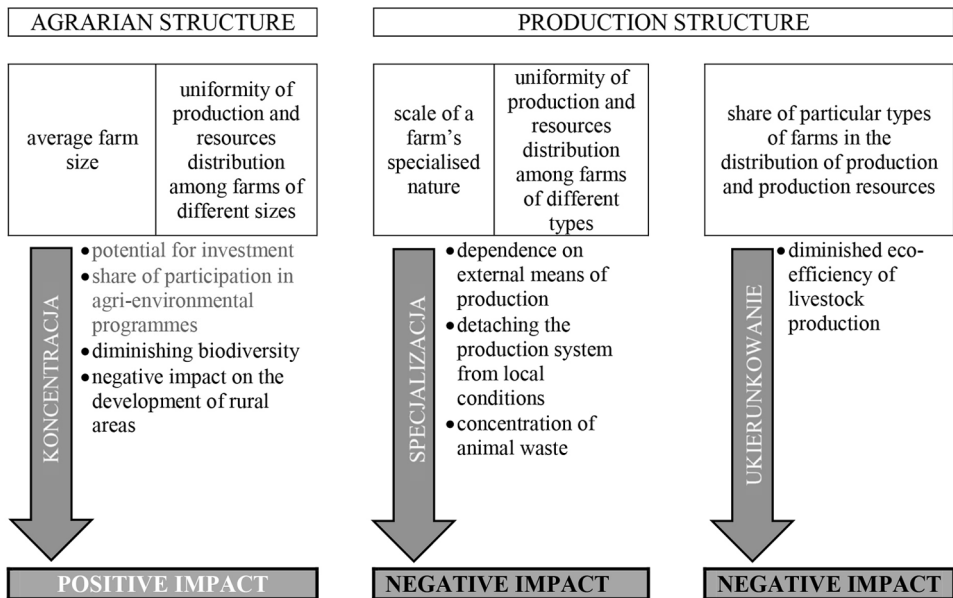 AGRARIAN STRUCTURE
PRODUCTION STRUCTURE
average farm
size
uniformity of
production and
resources
distribution
among farms of
different sizes
scale of a
farm's
specialised
nature
uniformity of
production and
resources
distribution
among farms
of different
types
share of particular types
of farms in the
distribution of production
and production resources
KONCENTRACJA
•potential for investment
•share of participation in
agri-environmental
programmes
•diminishing biodiversity
•negative impact on the
development of rural
areas
SPECJALIZACJA
•dependence on
external means of
production
•detaching the
production system
from local
conditions
•concentration of
animal waste
UKIERUNKOWANIE
•diminished eco-
efficiency of
livestock
production
POSITIVE IMPACT
NEGATIVE IMPACT
NEGATIVE IMPACT